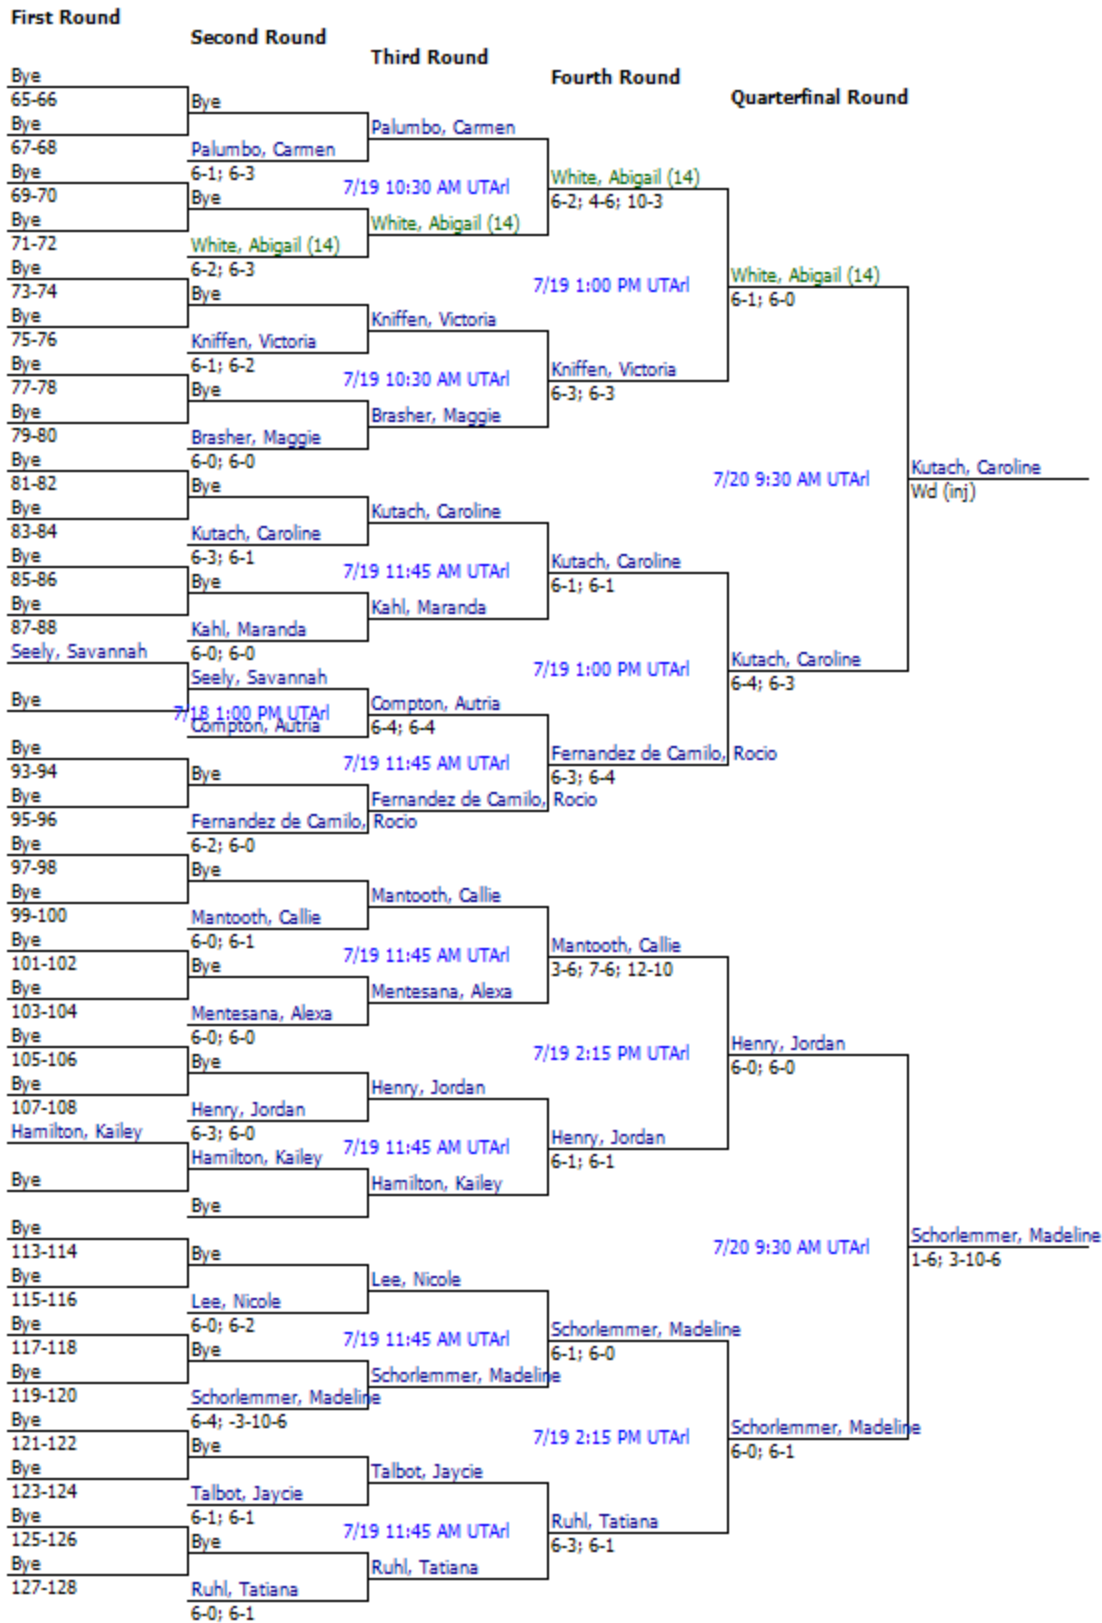 First Round
Second Round
Third Round
Fourth Round
Quarterfinal Round
Bye
65-66
Bye
Bye
Palumbo, Carmen
67-68
Palumbo, Carmen
Bye
6-1; 6-3
White, Abigail (14)
7/19 10:30 AM UTArl
69-70
Bye
6-2; 4-6; 10-3
Bye
White, Abigail (14)
71-72
White, Abigail (14)
Bye
6-2; 6-3
White, Abigail (14)
7/19 1:00 PM UTArl
73-74
Bye
6-1; 6-0
Bye
Kniffen, Victoria
75-76
Kniffen, Victoria
Bye
6-1; 6-2
Kniffen, Victoria
7/19 10:30 AM UTArl
77-78
Bye
6-3; 6-3
Bye
Brasher, Maggie
79-80
Brasher, Maggie
Bye
6-0; 6-0
Kutach, Caroline
7/20 9:30 AM UTArl
81-82
Bye
Wd (inj)
Bye
Kutach, Caroline
83-84
Kutach, Caroline
Bye
6-3; 6-1
Kutach, Caroline
7/19 11:45 AM UTArl
85-86
Bye
6-1; 6-1
Bye
Kahl, Maranda
87-88
Kahl, Maranda
Seely, Savannah
6-0; 6-0
Kutach, Caroline
7/19 1:00 PM UTArl
Seely, Savannah
6-4; 6-3
Bye
Compton, Autria
7/18 1:00 PM UTArl
Compton, Autria
6-4; 6-4
Bye
Fernandez de Camilo, Rocio
7/19 11:45 AM UTArl
93-94
Bye
6-3; 6-4
Bye
Fernandez de Camilo, Rocio
95-96
Fernandez de Camilo, Rocio
Bye
6-2; 6-0
97-98
Bye
Bye
Mantooth, Callie
99-100
Mantooth, Callie
Bye
6-0; 6-1
Mantooth, Callie
7/19 11:45 AM UTArl
101-102
Bye
3-6; 7-6; 12-10
Bye
Mentesana, Alexa
103-104
Mentesana, Alexa
Bye
6-0; 6-0
Henry, Jordan
7/19 2:15 PM UTArl
105-106
Bye
6-0; 6-0
Bye
Henry, Jordan
107-108
Henry, Jordan
Hamilton, Kailey
6-3; 6-0
Henry, Jordan
7/19 11:45 AM UTArl
Hamilton, Kailey
6-1; 6-1
Bye
Hamilton, Kailey
Bye
Bye
Schorlemmer, Madeline
7/20 9:30 AM UTArl
113-114
Bye
1-6; 3-10-6
Bye
Lee, Nicole
115-116
Lee, Nicole
Bye
6-0; 6-2
Schorlemmer, Madeline
7/19 11:45 AM UTArl
117-118
Bye
6-1; 6-0
Bye
Schorlemmer, Madeline
119-120
Schorlemmer, Madeline
Bye
6-4; -3-10-6
Schorlemmer, Madeline
7/19 2:15 PM UTArl
121-122
Bye
6-0; 6-1
Bye
Talbot, Jaycie
123-124
Talbot, Jaycie
Bye
6-1; 6-1
Ruhl, Tatiana
7/19 11:45 AM UTArl
125-126
Bye
6-3; 6-1
Bye
Ruhl, Tatiana
127-128
Ruhl, Tatiana
6-0; 6-1